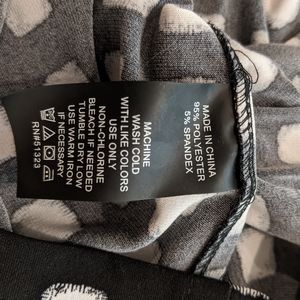 MADE IN CHINA
95% POLYESTER
5% SPANDEX
MACHINE
WASH COLD
WITH LIKE COLORS
USE ONLY
NON-CHLORINE
BLEACH IF NEEDED
TUMBLE DRY LOW
USE WARM IRON
IF NECESSARY
RN#51323